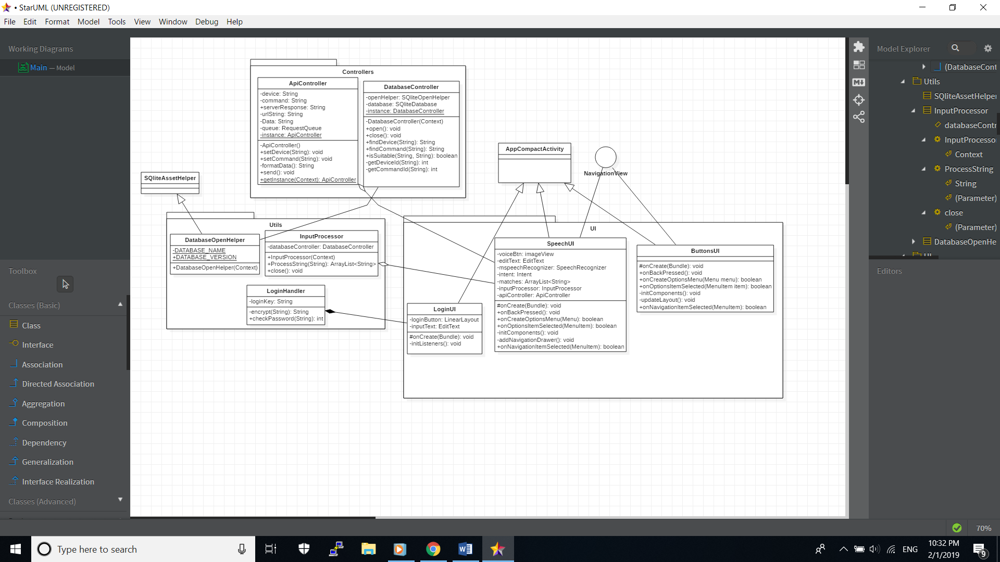 • StarUML (UNREGISTERED)
File Edit Format Model Tools View Window Debug Help
Working Diagrams
Main — Model
Toolbox
Classes (Basic)
Class
Interface
Association
Directed Association
Aggregation
Composition
Dependency
Generalization
Interface Realization
Classes (Advanced)
Controllers
ApiController
-device: String
-command: String
+serverResponse: String
-urlString: String
-Data: String
-queue: RequestQueue
-instance: ApiController
-ApiController()
+setDevice(String): void
+setCommand(String): void
-formatData(): String
+send(): void
+getInstance(Context): ApiController
DatabaseController
-openHelper: SQliteOpenHelper
-database: SQliteDatabase
-instance: DatabaseController
-DatabaseController(Context)
+open(): void
+close(): void
+findDevice(String): String
+findCommand(String): String
+isSuitable(String, String): boolean
-getDeviceId(String): int
-getCommandId(String): int
SQliteAssetHelper
AppCompactActivity
NavigationView
Utils
DatabaseOpenHelper
-DATABASE_NAME
+DATABASE_VERSION
+DatabaseOpenHelper(Context)
InputProcessor
-databaseController: DatabaseController
+InputProcessor(Context)
+ProcessString(String): ArrayList<String>
+close(): void
LoginHandler
-loginKey: String
-encrypt(String): String
+checkPassword(String): int
UI
LoginUI
-loginButton: LinearLayout
-inputText: EditText
#onCreate(Bundle): void
-initListeners(): void
SpeechUI
-voiceBtn: imageView
-editText: EditText
-mspeechRecognizer: SpeechRecognizer
-intent: Intent
-matches: ArrayList<String>
-inputProcessor: InputProcessor
-apiController: ApiController
#onCreate(Bundle): void
+onBackPressed(): void
+onCreateOptionsMenu(Menu): boolean
+onOptionsItemSelected(MenuItem): boolean
-initComponents(): void
-addNavigationDrawer(): void
+onNavigationItemSelected(MenuItem): boolean
ButtonsUI
#onCreate(Bundle): void
+onBackPressed(): void
+onCreateOptionsMenu(Menu menu): boolean
+onOptionsItemSelected(MenuItem item): boolean
-initComponents(): void
-updateLayout(): void
+onNavigationItemSelected(MenuItem): boolean
Model Explorer
(DatabaseCont
Utils
SQliteAssetHelper
InputProcessor
databaseContr
InputProcesso
Context
ProcessString
String
(Parameter)
close
(Parameter)
DatabaseOpenHe
Editors
70%
Type here to search
ENG
10:32 PM
2/1/2019
9